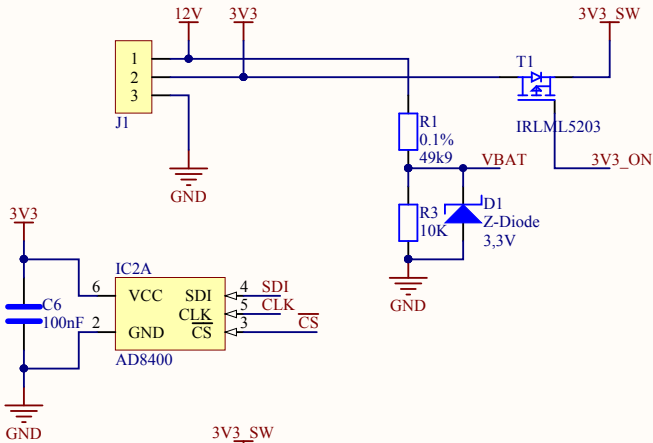 12V
3V3
3V3_SW
1
2
3
J1
T1
IRLML5203
R1
0.1%
49k9
VBAT
3V3_ON
GND
R3
10K
D1
Z-Diode
3,3V
GND
3V3
IC2A
C6
100nF
6
VCC
SDI
4
SDI
CLK
5
CLK
2
GND
CS
3
CS
AD8400
GND
3V3_SW